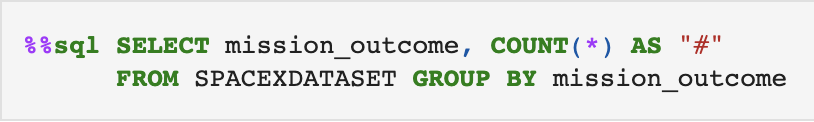 %%sql SELECT mission_outcome, COUNT(*) AS "#"
FROM SPACEXDATASET GROUP BY mission_outcome